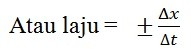 Atau laju = ± Δx/Δt